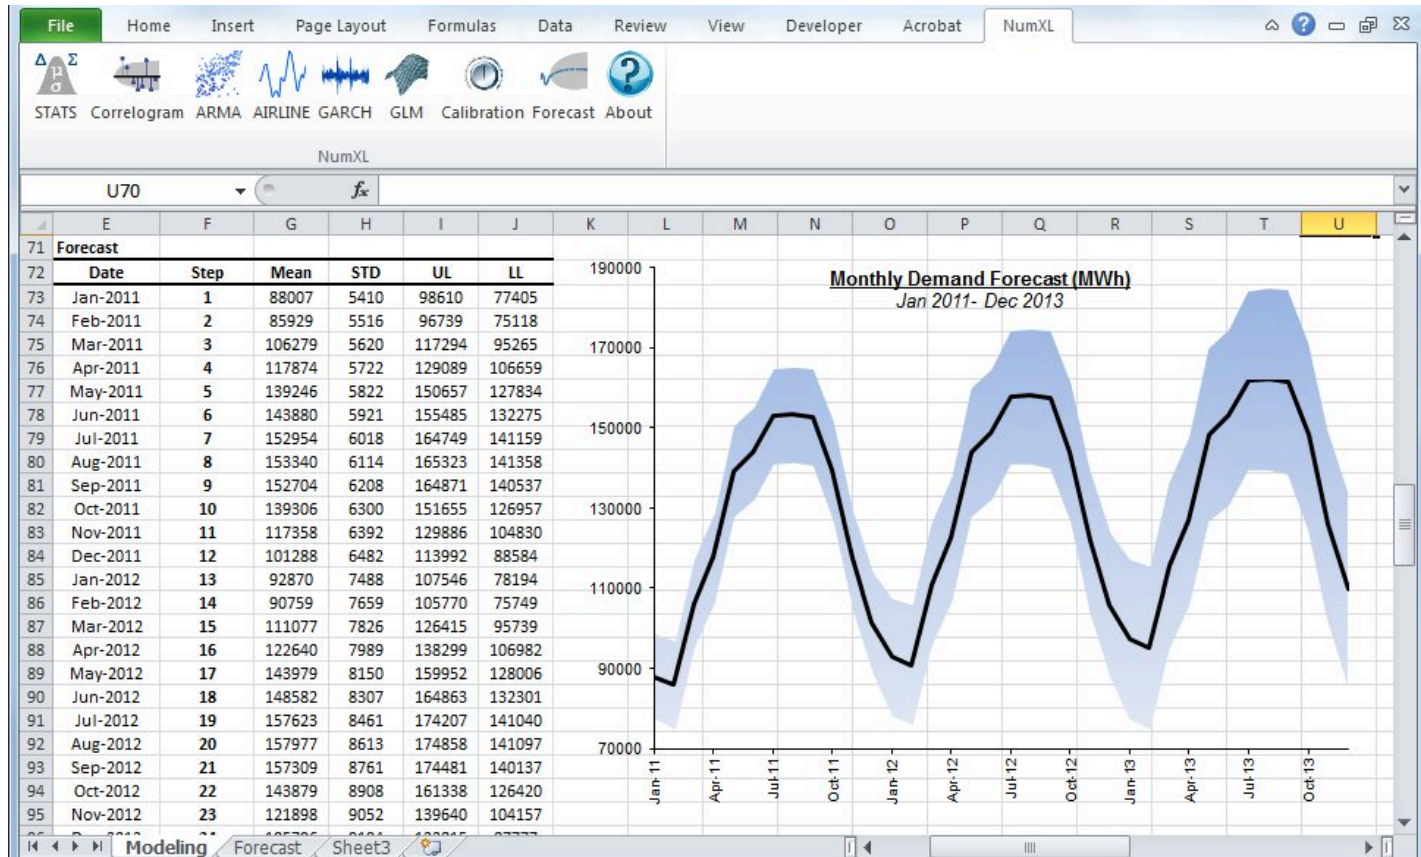 File Home Insert Page Layout Formulas Data Review View Developer Acrobat NumXL
Δ Σ μ σ
STATS Correlogram ARMA AIRLINE GARCH GLM Calibration Forecast About
NumXL
U70 fx
E F G H I J K L M N O P Q R S T U
71 Forecast
72 Date Step Mean STD UL LL
73 Jan-2011 1 88007 5410 98610 77405
74 Feb-2011 2 85929 5516 96739 75118
75 Mar-2011 3 106279 5620 117294 95265
76 Apr-2011 4 117874 5722 129089 106659
77 May-2011 5 139246 5822 150657 127834
78 Jun-2011 6 143880 5921 155485 132275
79 Jul-2011 7 152954 6018 164749 141159
80 Aug-2011 8 153340 6114 165323 141358
81 Sep-2011 9 152704 6208 164871 140537
82 Oct-2011 10 139306 6300 151655 126957
83 Nov-2011 11 117358 6392 129886 104830
84 Dec-2011 12 101288 6482 113992 88584
85 Jan-2012 13 92870 7488 107546 78194
86 Feb-2012 14 90759 7659 105770 75749
87 Mar-2012 15 111077 7826 126415 95739
88 Apr-2012 16 122640 7989 138299 106982
89 May-2012 17 143979 8150 159952 128006
90 Jun-2012 18 148582 8307 164863 132301
91 Jul-2012 19 157623 8461 174207 141040
92 Aug-2012 20 157977 8613 174858 141097
93 Sep-2012 21 157309 8761 174481 140137
94 Oct-2012 22 143879 8908 161338 126420
95 Nov-2012 23 121898 9052 139640 104157
Monthly Demand Forecast (MWh)
Jan 2011- Dec 2013
190000
170000
150000
130000
110000
90000
70000
Jan-11 Apr-11 Jul-11 Oct-11 Jan-12 Apr-12 Jul-12 Oct-12 Jan-13 Apr-13 Jul-13 Oct-13
Modeling Forecast Sheet3